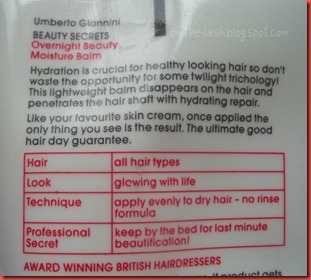 Umberto Giannini
BEAUTY SECRETS
Overnight Beauty
Moisture Balm
Hydration is crucial for healthy looking hair so don't
waste the opportunity for some twilight trichology!
This lightweight balm disappears on the hair and
penetrates the hair shaft with hydrating repair.
Like your favourite skin cream, once applied the
only thing you see is the result. The ultimate good
hair day guarantee.
Hair all hair types
Look glowing with life
Technique apply evenly to dry hair - no rinse
formula
Professional keep by the bed for last minute
Secret beautification!
AWARD WINNING BRITISH HAIRDRESSERS
If product gets